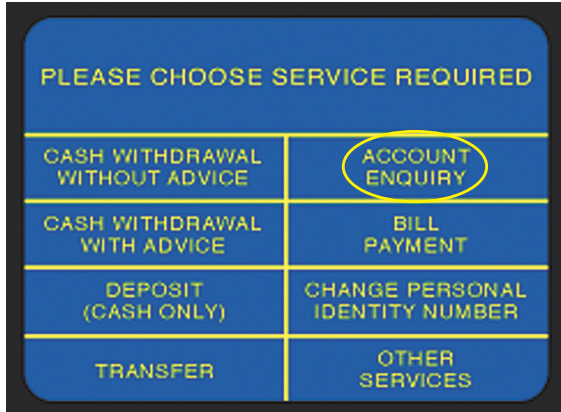 PLEASE CHOOSE SERVICE REQUIRED
CASH WITHDRAWAL
WITHOUT ADVICE
ACCOUNT
ENQUIRY
CASH WITHDRAWAL
WITH ADVICE
BILL
PAYMENT
DEPOSIT
(CASH ONLY)
CHANGE PERSONAL
IDENTITY NUMBER
TRANSFER
OTHER
SERVICES